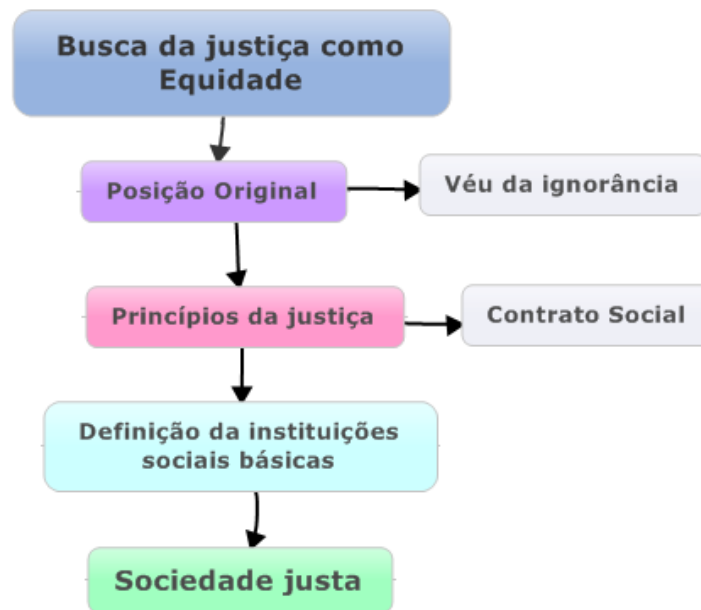 Busca da justiça como
Equidade
Posição Original
Véu da ignorância
Princípios da justiça
Contrato Social
Definição da instituições
sociais básicas
Sociedade justa